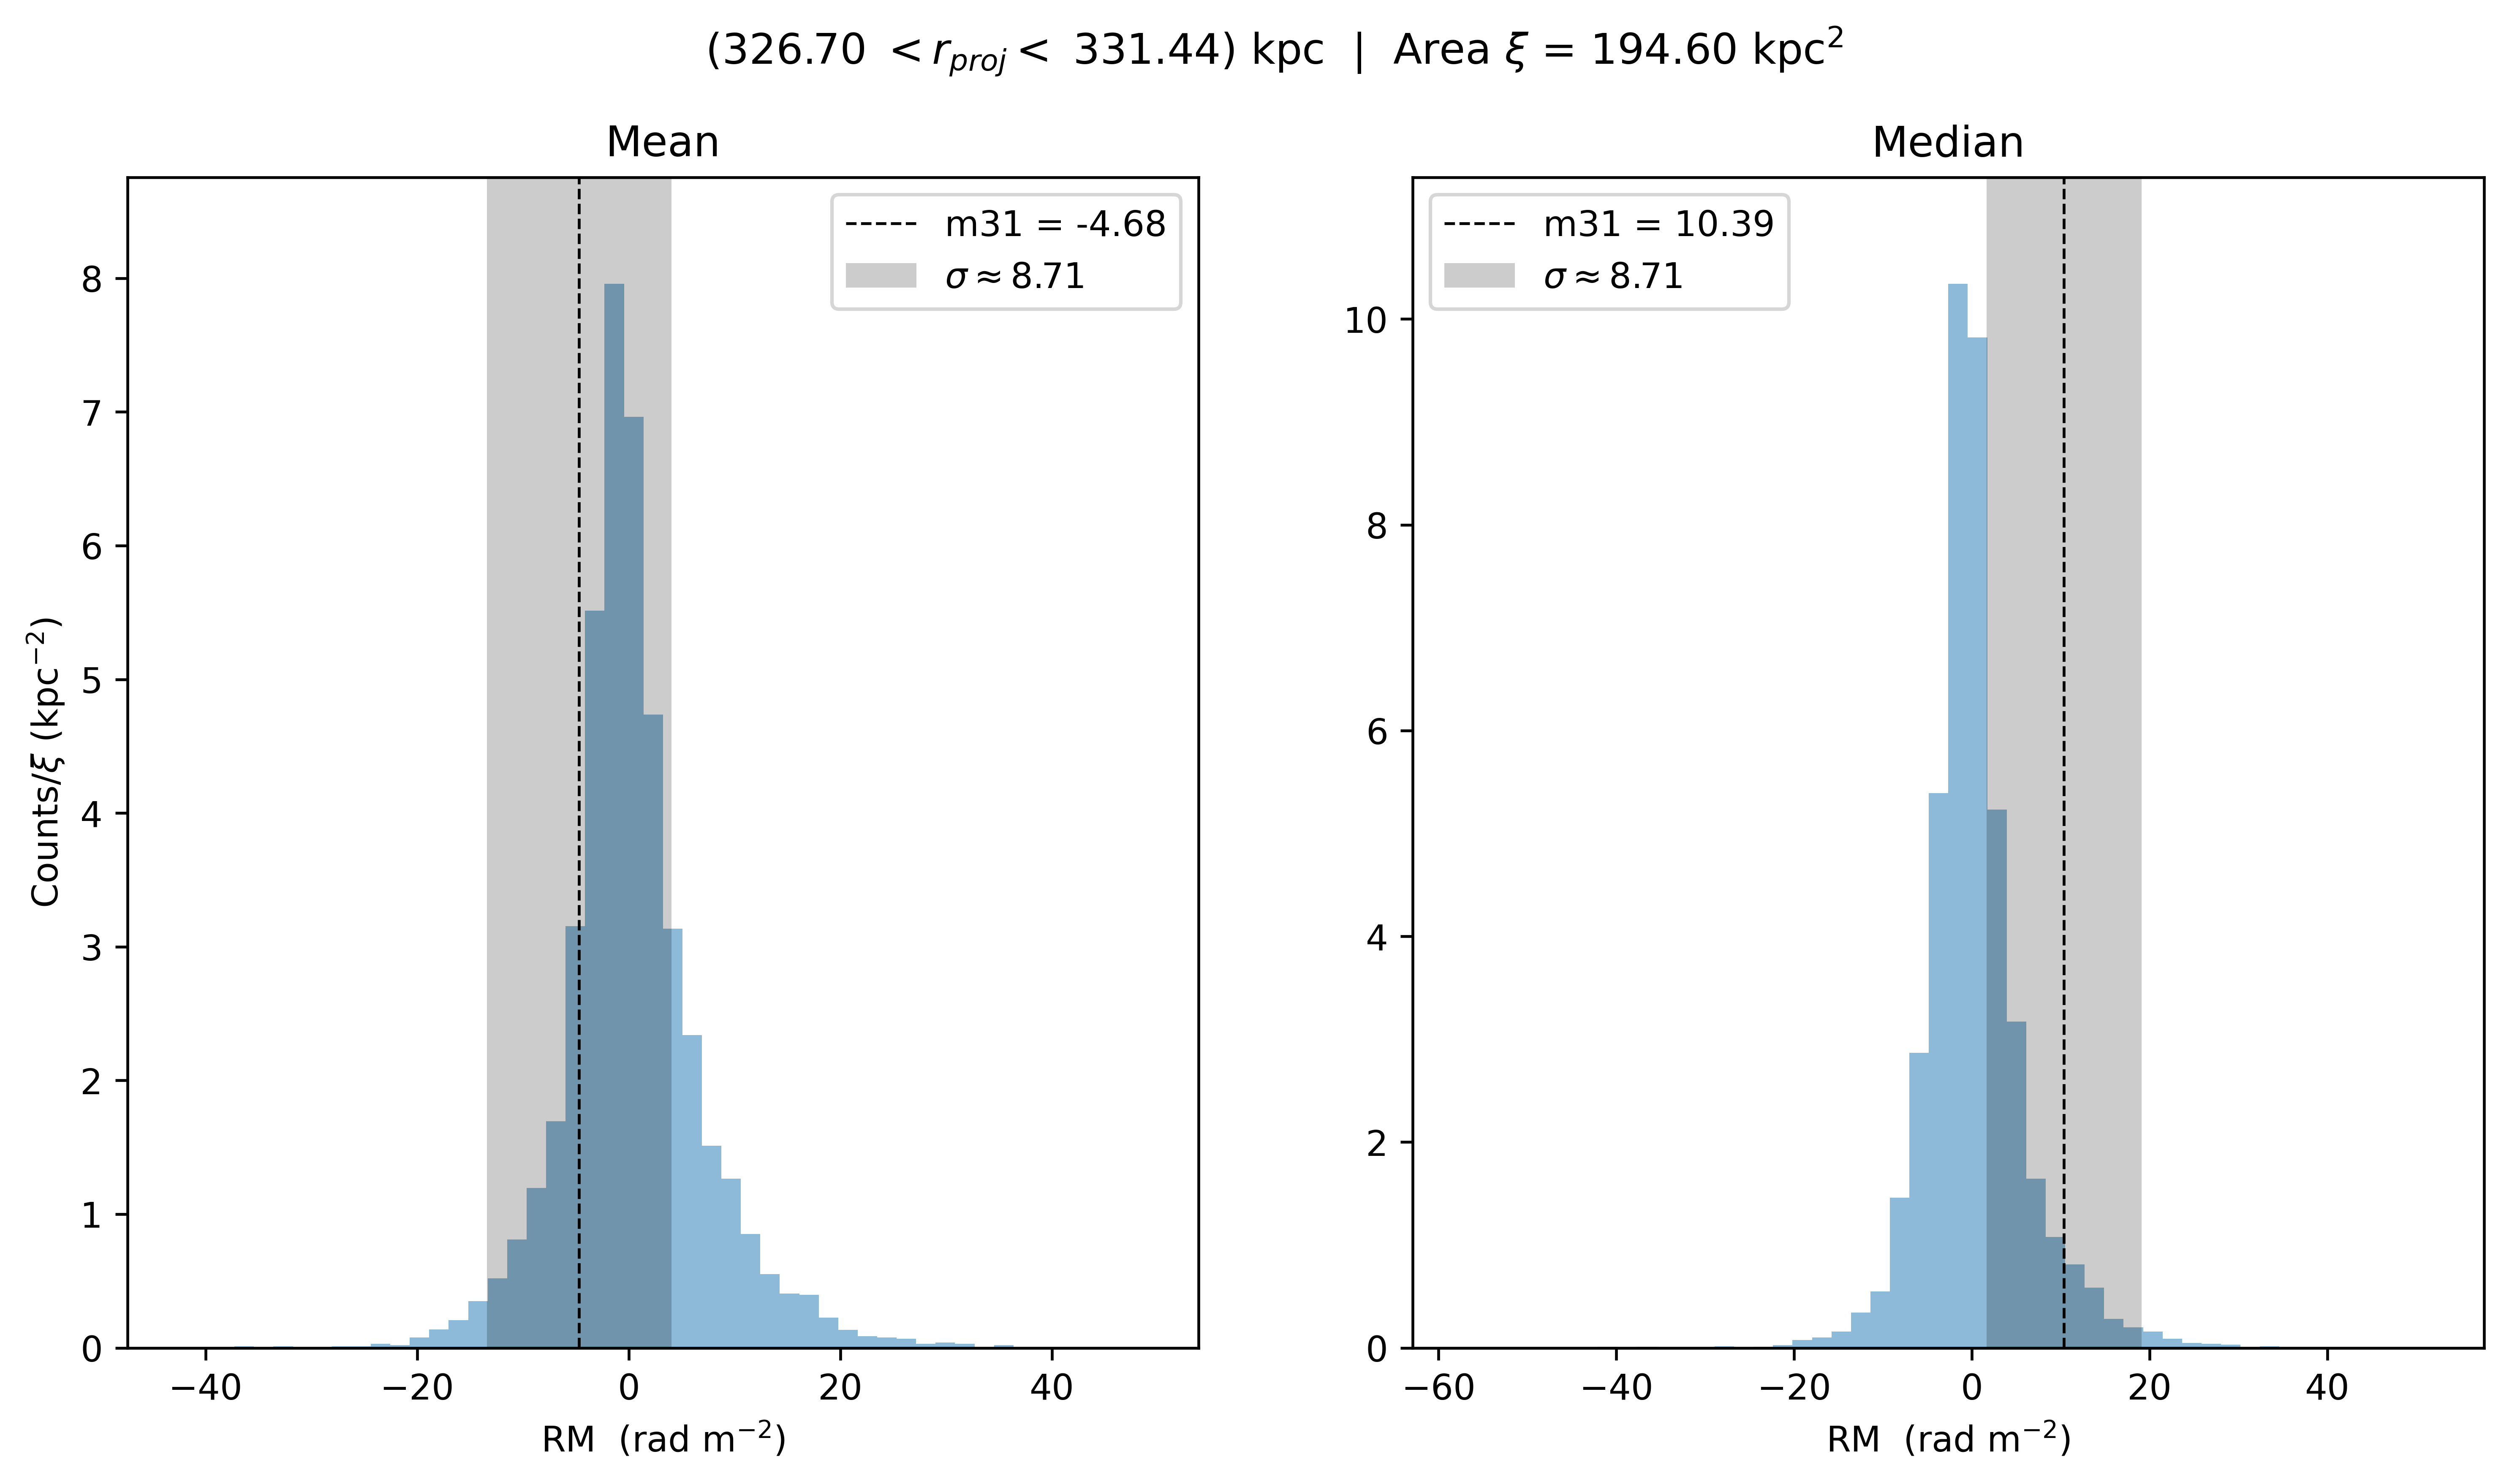 (326.70 < r_proj < 331.44) kpc | Area ξ = 194.60 kpc²
Mean
m31 = -4.68
σ ≈ 8.71
8
7
6
5
4
3
2
1
0
Counts/ξ (kpc⁻²)
−40 −20 0 20 40
RM (rad m⁻²)
Median
m31 = 10.39
σ ≈ 8.71
10
8
6
4
2
0
−60 −40 −20 0 20 40
RM (rad m⁻²)